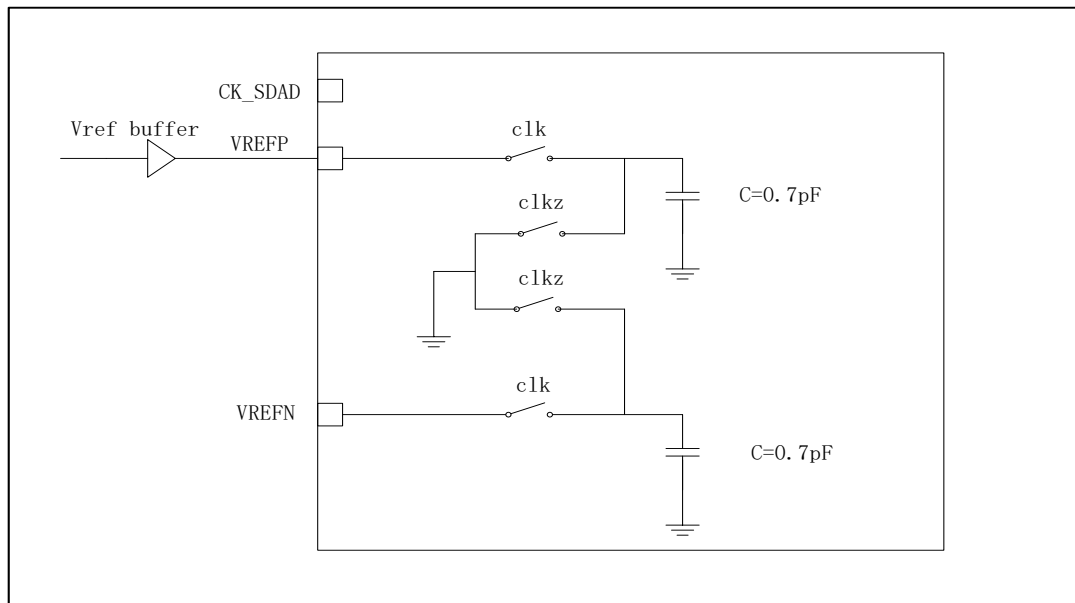 CK_SDAD
Vref buffer
VREFP
clk
C=0.7pF
clkz
clkz
clk
VREFN
C=0.7pF